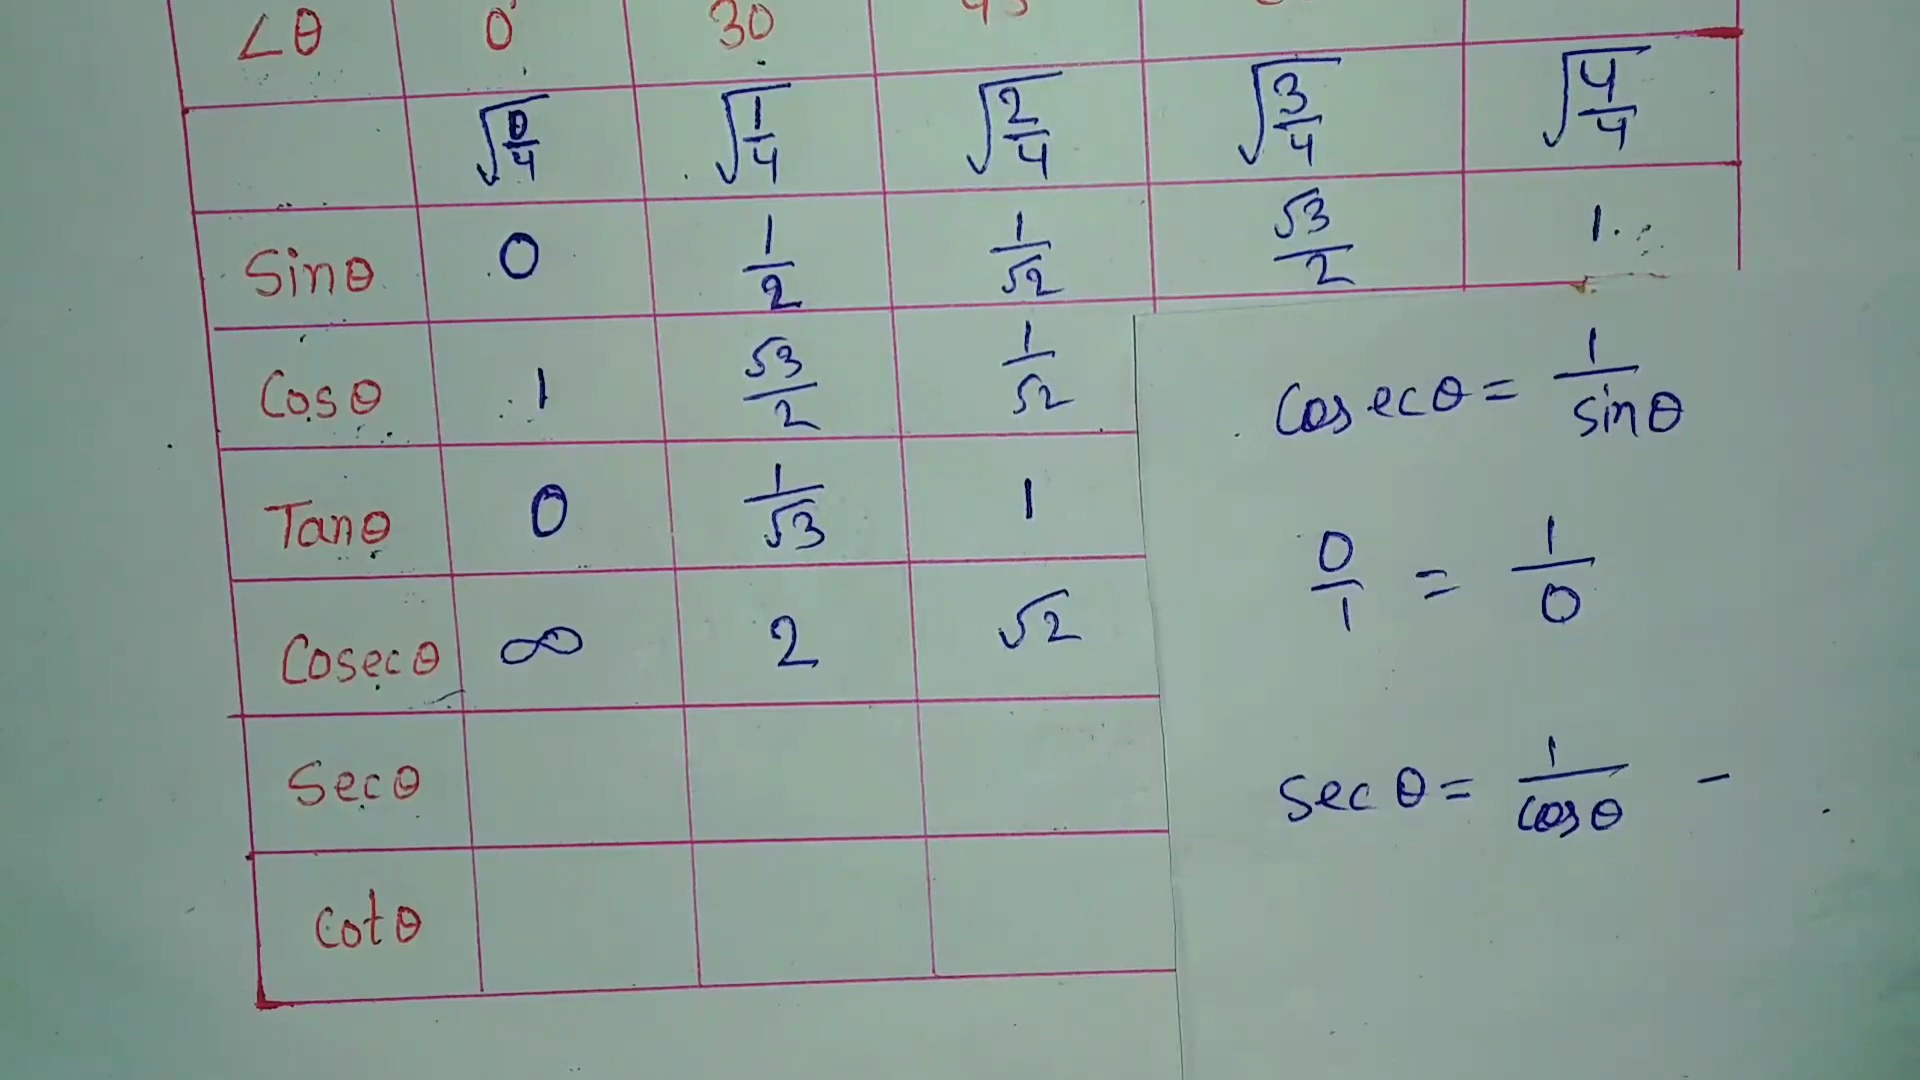 ∠θ 0° 30
√0/4 √1/4 √2/4 √3/4 √4/4
Sinθ 0 1/2 1/√2 √3/2 1
Cosθ 1 √3/2 1/√2
Tanθ 0 1/√3 1
Cosecθ ∞ 2 √2
Secθ
Cotθ
Cosecθ = 1/sinθ
0/1 = 1/0
Sec θ = 1/cosθ -